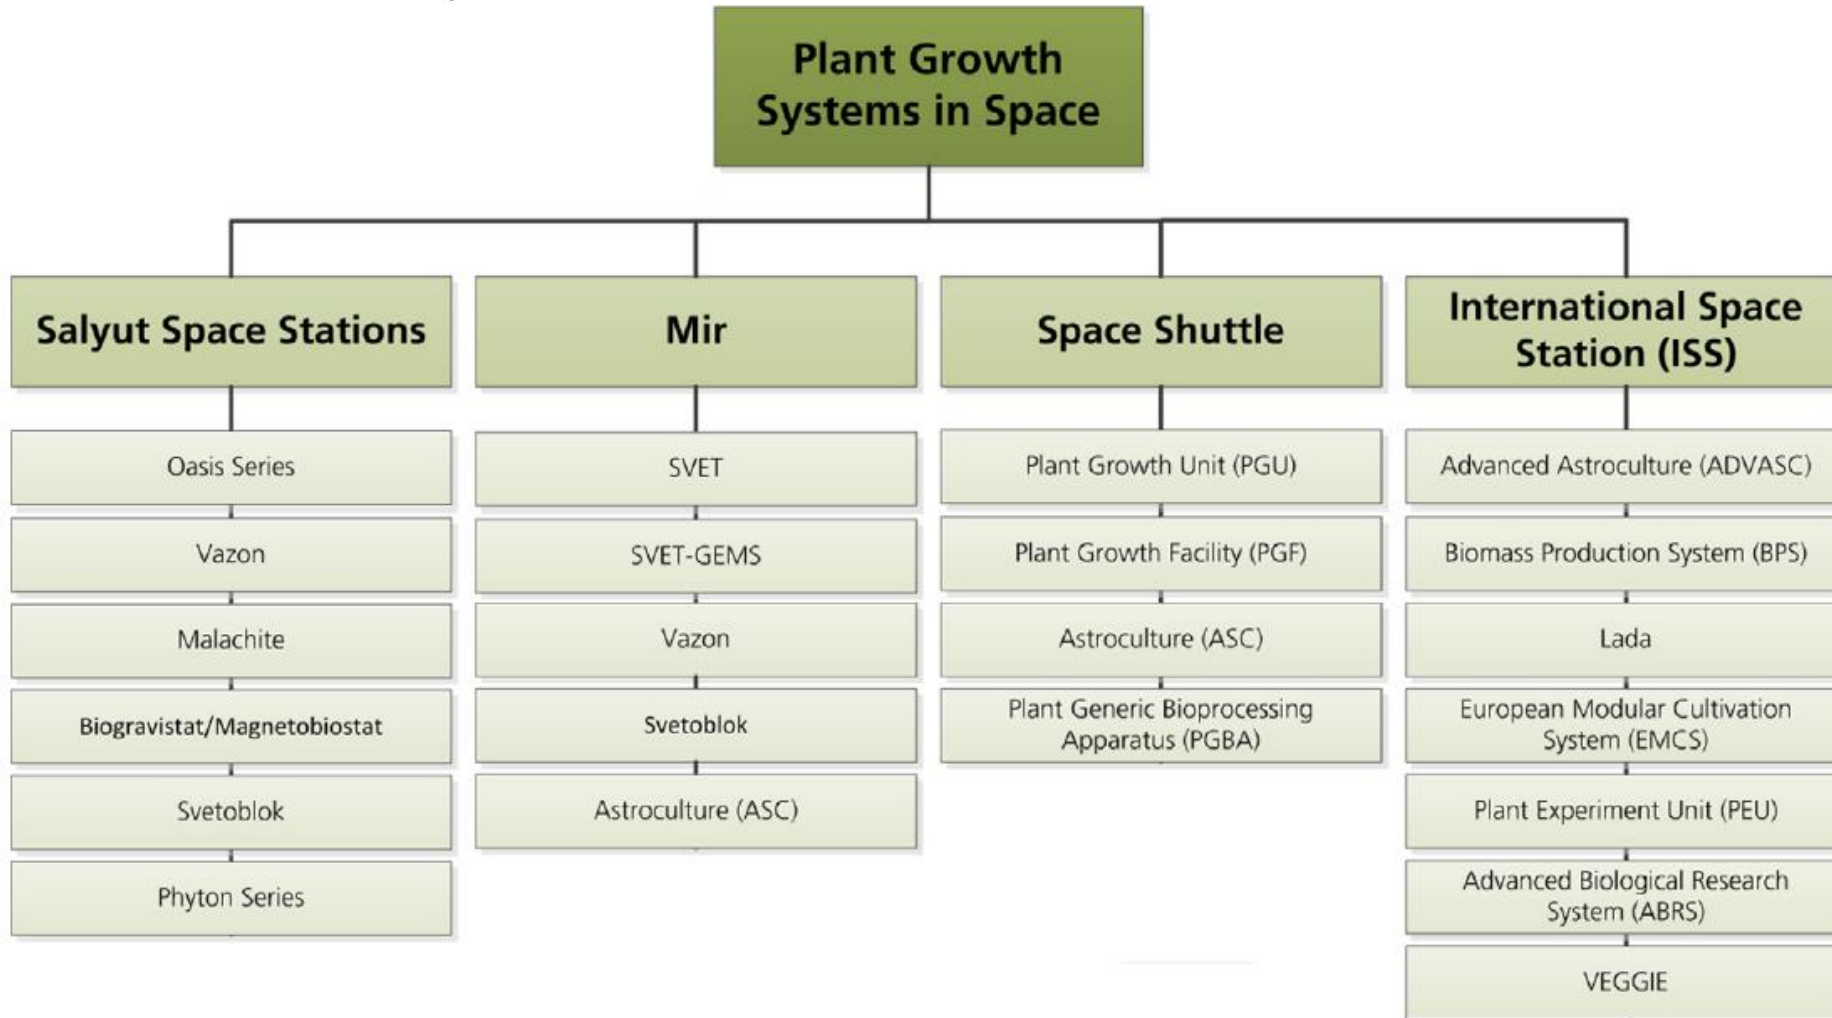 Plant Growth
Systems in Space
Salyut Space Stations
Mir
Space Shuttle
International Space
Station (ISS)
Oasis Series
Vazon
Malachite
Biogravistat/Magnetobiostat
Svetoblok
Phyton Series
SVET
SVET-GEMS
Vazon
Svetoblok
Astroculture (ASC)
Plant Growth Unit (PGU)
Plant Growth Facility (PGF)
Astroculture (ASC)
Plant Generic Bioprocessing
Apparatus (PGBA)
Advanced Astroculture (ADVASC)
Biomass Production System (BPS)
Lada
European Modular Cultivation
System (EMCS)
Plant Experiment Unit (PEU)
Advanced Biological Research
System (ABRS)
VEGGIE